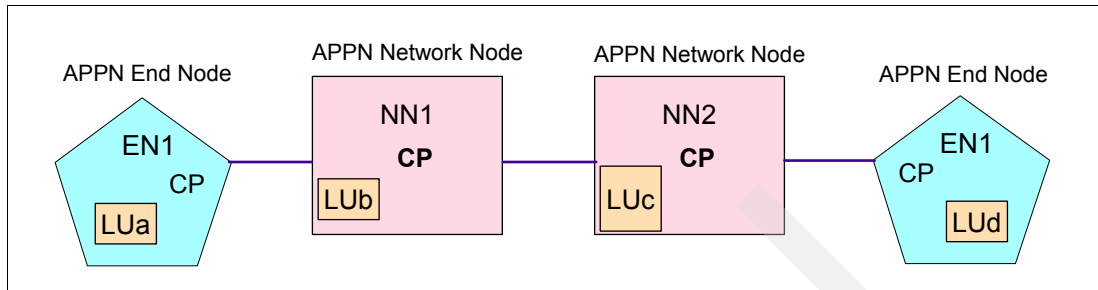 APPN End Node
EN1
CP
LUa
APPN Network Node
NN1
CP
LUb
APPN Network Node
NN2
CP
LUc
APPN End Node
EN1
CP
LUd